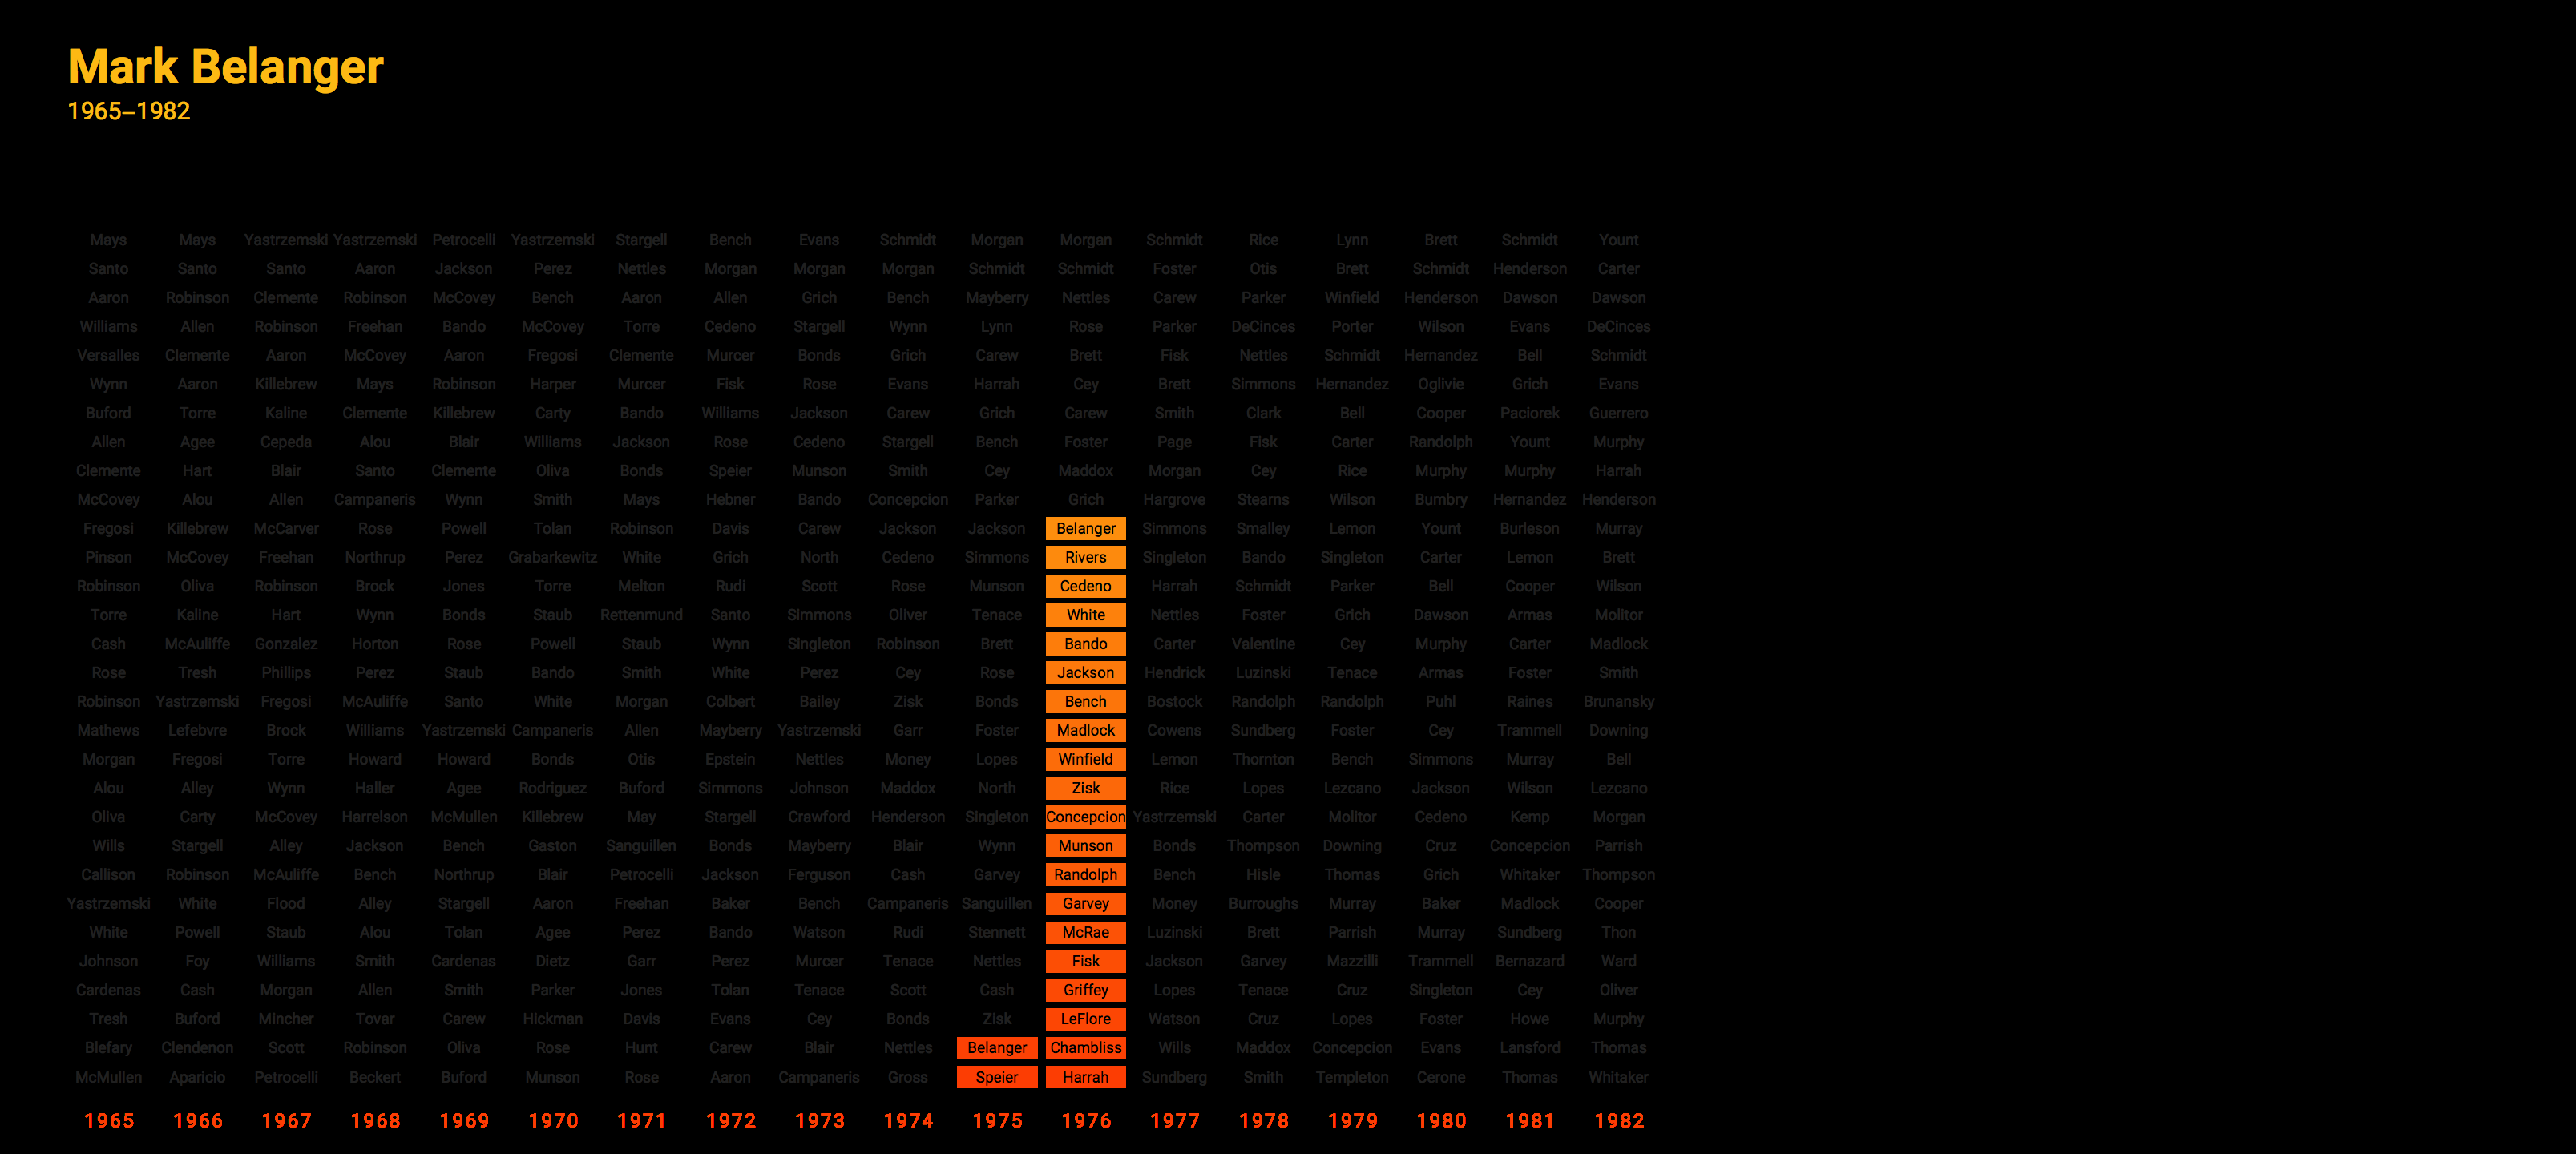 Mark Belanger
1965–1982
Mays Mays Yastrzemski Yastrzemski Petrocelli Yastrzemski Stargell Bench Evans Schmidt Morgan Morgan Schmidt Rice Lynn Brett Schmidt Yount
Santo Santo Santo Aaron Jackson Perez Nettles Morgan Morgan Morgan Schmidt Schmidt Foster Otis Brett Schmidt Henderson Carter
Aaron Robinson Clemente Robinson McCovey Bench Aaron Allen Grich Bench Mayberry Nettles Carew Parker Winfield Henderson Dawson Dawson
Williams Allen Robinson Freehan Bando McCovey Torre Cedeno Stargell Wynn Lynn Rose Parker DeCinces Porter Wilson Evans DeCinces
Versalles Clemente Aaron McCovey Aaron Fregosi Clemente Murcer Bonds Grich Carew Brett Fisk Nettles Schmidt Hernandez Bell Schmidt
Wynn Aaron Killebrew Mays Robinson Harper Murcer Fisk Rose Evans Harrah Cey Brett Simmons Hernandez Oglivie Grich Evans
Buford Torre Kaline Clemente Killebrew Carty Bando Williams Jackson Carew Grich Carew Smith Clark Bell Cooper Paciorek Guerrero
Allen Agee Cepeda Alou Blair Williams Jackson Rose Cedeno Stargell Bench Foster Page Fisk Carter Randolph Yount Murphy
Clemente Hart Blair Santo Clemente Oliva Bonds Speier Munson Smith Cey Maddox Morgan Cey Rice Murphy Murphy Harrah
McCovey Alou Allen Campaneris Wynn Smith Mays Hebner Bando Concepcion Parker Grich Hargrove Stearns Wilson Bumbry Hernandez Henderson
Fregosi Killebrew McCarver Rose Powell Tolan Robinson Davis Carew Jackson Jackson Belanger Simmons Smalley Lemon Yount Burleson Murray
Pinson McCovey Freehan Northrup Perez Grabarkewitz White Grich North Cedeno Simmons Rivers Singleton Bando Singleton Carter Lemon Brett
Robinson Oliva Robinson Brock Jones Torre Melton Rudi Scott Rose Munson Cedeno Harrah Schmidt Parker Bell Cooper Wilson
Torre Kaline Hart Wynn Bonds Staub Rettenmund Santo Simmons Oliver Tenace White Nettles Foster Grich Dawson Armas Molitor
Cash McAuliffe Gonzalez Horton Rose Powell Staub Wynn Singleton Robinson Brett Bando Carter Valentine Cey Murphy Carter Madlock
Rose Tresh Phillips Perez Staub Bando Smith White Perez Cey Rose Jackson Hendrick Luzinski Tenace Armas Foster Smith
Robinson Yastrzemski Fregosi McAuliffe Santo White Morgan Colbert Bailey Zisk Bonds Bench Bostock Randolph Randolph Puhl Raines Brunansky
Mathews Lefebvre Brock Williams Yastrzemski Campaneris Allen Mayberry Yastrzemski Garr Foster Madlock Cowens Sundberg Foster Cey Trammell Downing
Morgan Fregosi Torre Howard Howard Bonds Otis Epstein Nettles Money Lopes Winfield Lemon Thornton Bench Simmons Murray Bell
Alou Alley Wynn Haller Agee Rodriguez Buford Simmons Johnson Maddox North Zisk Rice Lopes Lezcano Jackson Wilson Lezcano
Oliva Carty McCovey Harrelson McMullen Killebrew May Stargell Crawford Henderson Singleton Concepcion Yastrzemski Carter Molitor Cedeno Kemp Morgan
Wills Stargell Alley Jackson Bench Gaston Sanguillen Bonds Mayberry Blair Wynn Munson Bonds Thompson Downing Cruz Concepcion Parrish
Callison Robinson McAuliffe Bench Northrup Blair Petrocelli Jackson Ferguson Cash Garvey Randolph Bench Hisle Thomas Grich Whitaker Thompson
Yastrzemski White Flood Alley Stargell Aaron Freehan Baker Bench Campaneris Sanguillen Garvey Money Burroughs Murray Baker Madlock Cooper
White Powell Staub Alou Tolan Agee Perez Bando Watson Rudi Stennett McRae Luzinski Brett Parrish Murray Sundberg Thon
Johnson Foy Williams Smith Cardenas Dietz Garr Perez Murcer Tenace Nettles Fisk Jackson Garvey Mazzilli Trammell Bernazard Ward
Cardenas Cash Morgan Allen Smith Parker Jones Tolan Tenace Scott Cash Griffey Lopes Tenace Cruz Singleton Cey Oliver
Tresh Buford Mincher Tovar Carew Hickman Davis Evans Cey Bonds Zisk LeFlore Watson Cruz Lopes Foster Howe Murphy
Blefary Clendenon Scott Robinson Oliva Rose Hunt Carew Blair Nettles Belanger Chambliss Wills Maddox Concepcion Evans Lansford Thomas
McMullen Aparicio Petrocelli Beckert Buford Munson Rose Aaron Campaneris Gross Speier Harrah Sundberg Smith Templeton Cerone Thomas Whitaker
1965 1966 1967 1968 1969 1970 1971 1972 1973 1974 1975 1976 1977 1978 1979 1980 1981 1982